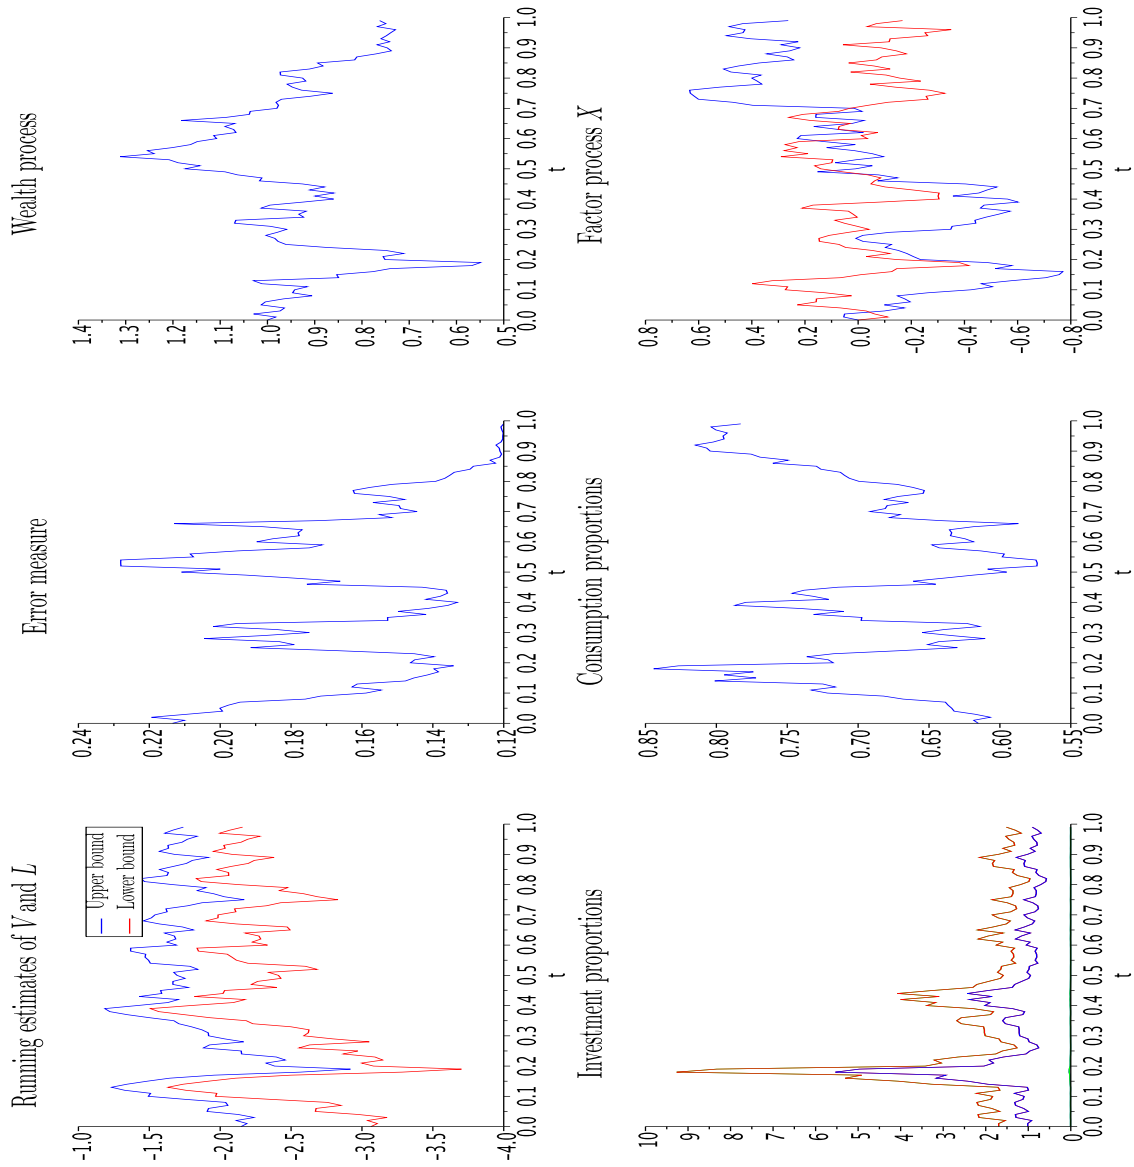 Running estimates of V and L
Upper bound
Lower bound
-1.0
-1.5
-2.0
-2.5
-3.0
-3.5
-4.0
0.0 0.1 0.2 0.3 0.4 0.5 0.6 0.7 0.8 0.9 1.0
t
Error measure
0.24
0.22
0.20
0.18
0.16
0.14
0.12
0.0 0.1 0.2 0.3 0.4 0.5 0.6 0.7 0.8 0.9 1.0
t
Wealth process
1.4
1.3
1.2
1.1
1.0
0.9
0.8
0.7
0.6
0.5
0.0 0.1 0.2 0.3 0.4 0.5 0.6 0.7 0.8 0.9 1.0
t
Investment proportions
10
9
8
7
6
5
4
3
2
1
0
0.0 0.1 0.2 0.3 0.4 0.5 0.6 0.7 0.8 0.9 1.0
t
Consumption proportions
0.85
0.80
0.75
0.70
0.65
0.60
0.55
0.0 0.1 0.2 0.3 0.4 0.5 0.6 0.7 0.8 0.9 1.0
t
Factor process X
0.8
0.6
0.4
0.2
0.0
-0.2
-0.4
-0.6
-0.8
0.0 0.1 0.2 0.3 0.4 0.5 0.6 0.7 0.8 0.9 1.0
t